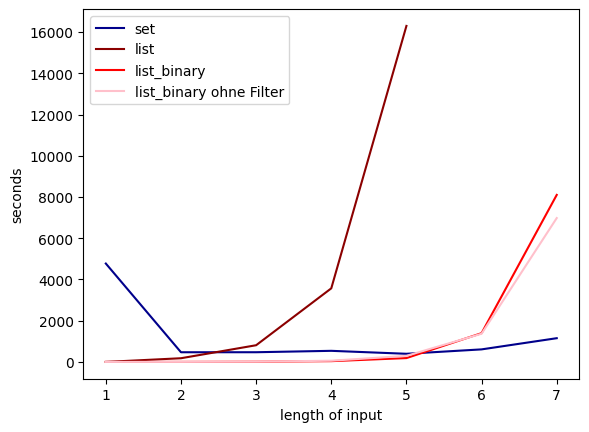 set
list
list_binary
list_binary ohne Filter
16000
14000
12000
10000
8000
6000
4000
2000
0
seconds
1 2 3 4 5 6 7
length of input